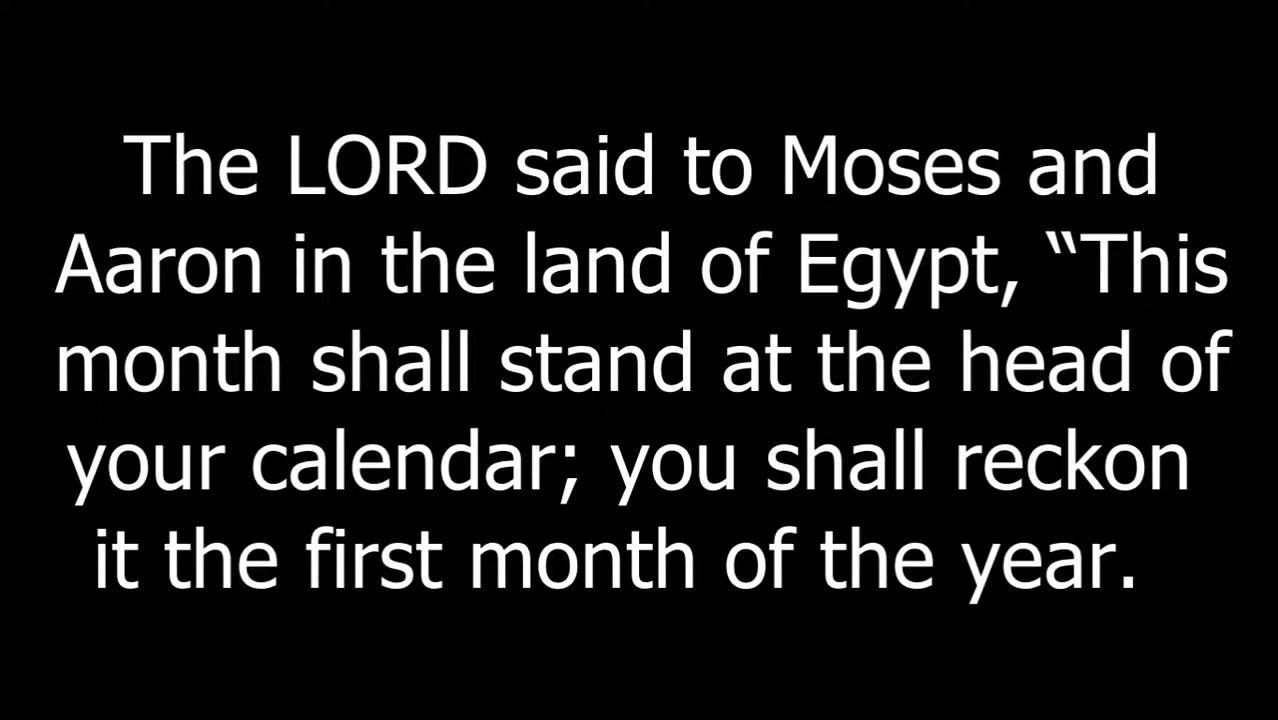 The LORD said to Moses and
Aaron in the land of Egypt, “This
month shall stand at the head of
your calendar; you shall reckon
it the first month of the year.